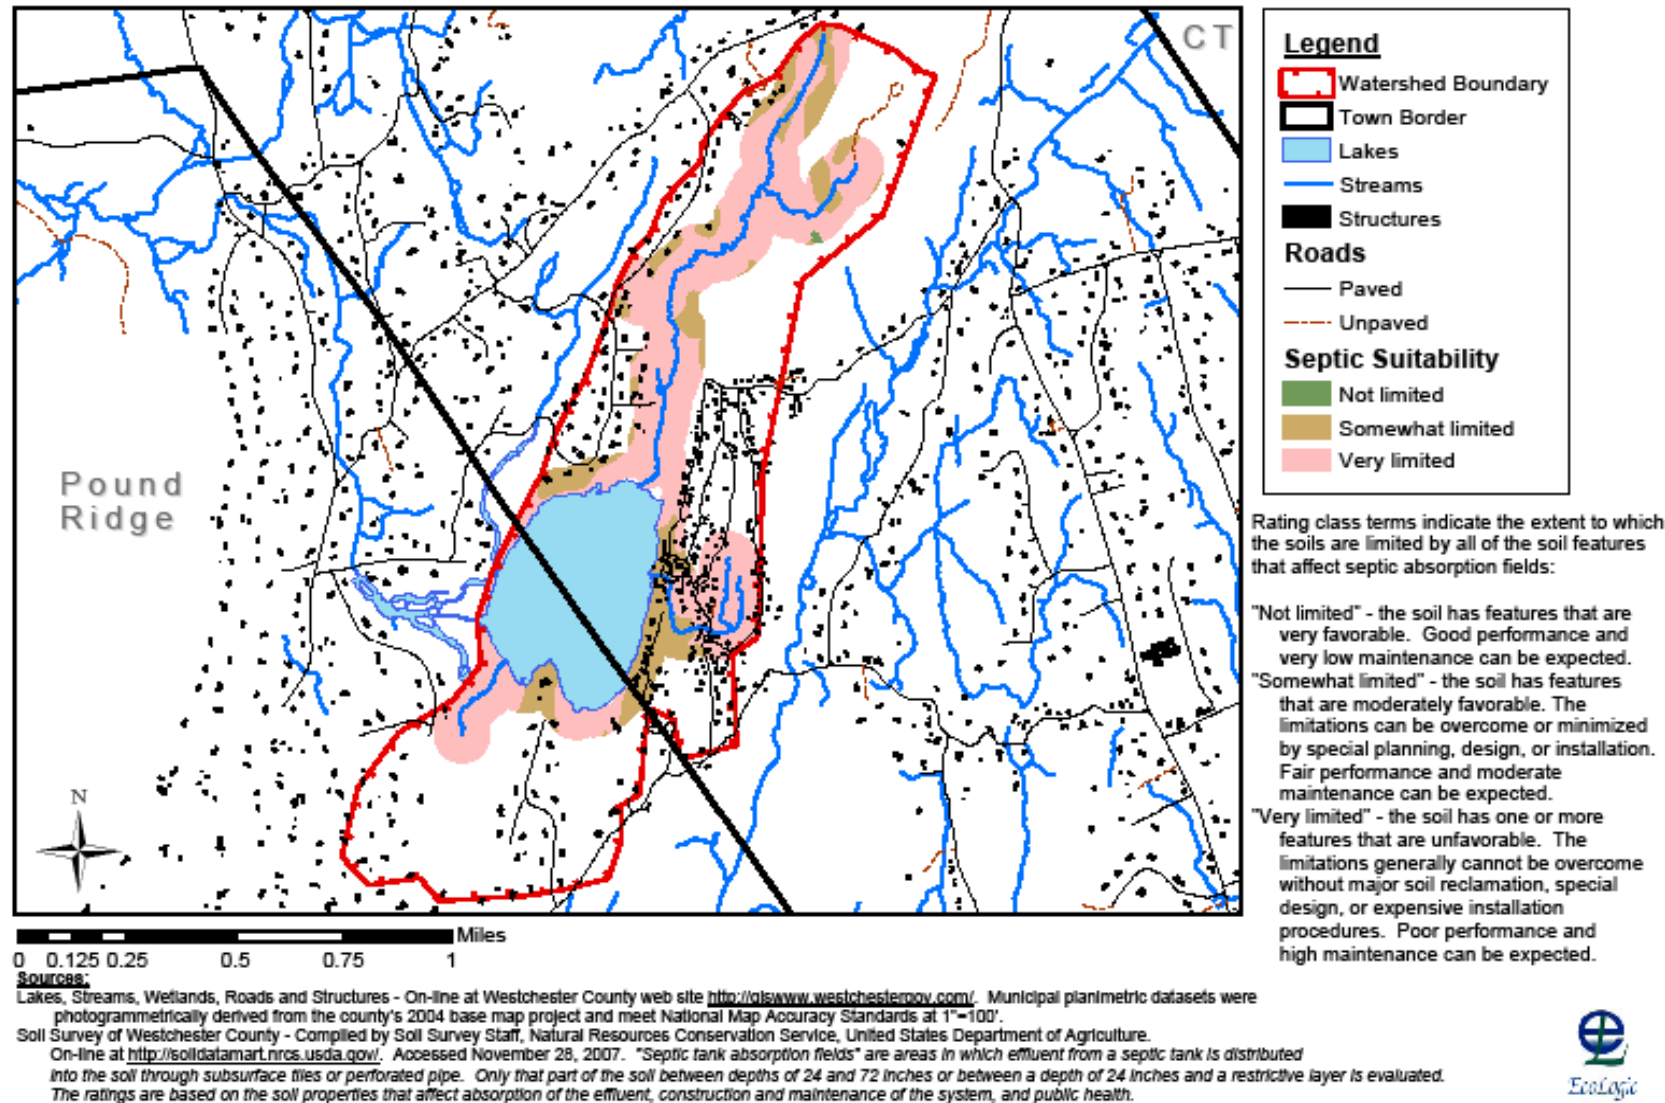 CT
Pound
Ridge
N
Legend
Watershed Boundary
Town Border
Lakes
Streams
Structures
Roads
Paved
Unpaved
Septic Suitability
Not limited
Somewhat limited
Very limited
Rating class terms indicate the extent to which
the soils are limited by all of the soil features
that affect septic absorption fields:
"Not limited" - the soil has features that are
very favorable. Good performance and
very low maintenance can be expected.
"Somewhat limited" - the soil has features
that are moderately favorable. The
limitations can be overcome or minimized
by special planning, design, or installation.
Fair performance and moderate
maintenance can be expected.
"Very limited" - the soil has one or more
features that are unfavorable. The
limitations generally cannot be overcome
without major soil reclamation, special
design, or expensive installation
procedures. Poor performance and
high maintenance can be expected.
Miles
0 0.125 0.25 0.5 0.75 1
Sources:
Lakes, Streams, Wetlands, Roads and Structures - On-line at Westchester County web site http://giswww.westchestergov.com/. Municipal planimetric datasets were
photogrammetrically derived from the county's 2004 base map project and meet National Map Accuracy Standards at 1"=100'.
Soil Survey of Westchester County - Compiled by Soil Survey Staff, Natural Resources Conservation Service, United States Department of Agriculture.
On-line at http://soildatamart.nrcs.usda.gov/. Accessed November 28, 2007. "Septic tank absorption fields" are areas in which effluent from a septic tank is distributed
into the soil through subsurface tiles or perforated pipe. Only that part of the soil between depths of 24 and 72 inches or between a depth of 24 inches and a restrictive layer is evaluated.
The ratings are based on the soil properties that affect absorption of the effluent, construction and maintenance of the system, and public health.
EcoLogic